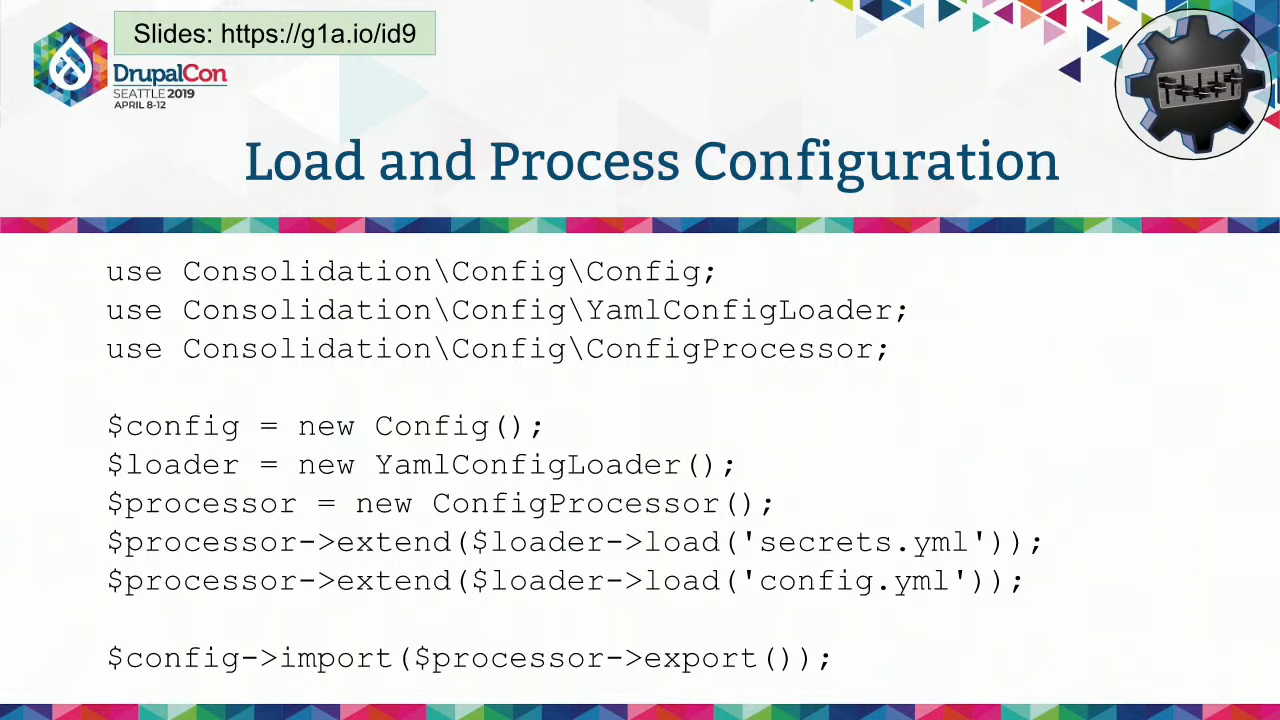 Slides: https://g1a.io/id9
DrupalCon
SEATTLE 2019
APRIL 8-12
Load and Process Configuration
use Consolidation\Config\Config;
use Consolidation\Config\YamlConfigLoader;
use Consolidation\Config\ConfigProcessor;
$config = new Config();
$loader = new YamlConfigLoader();
$processor = new ConfigProcessor();
$processor->extend($loader->load('secrets.yml'));
$processor->extend($loader->load('config.yml'));
$config->import($processor->export());